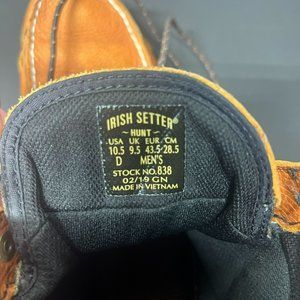 IRISH SETTER
~HUNT~
USA UK EUR CM
10.5 9.5 43.5 28.5
D MEN'S
STOCK NO.838
02/19 GN
MADE IN VIETNAM